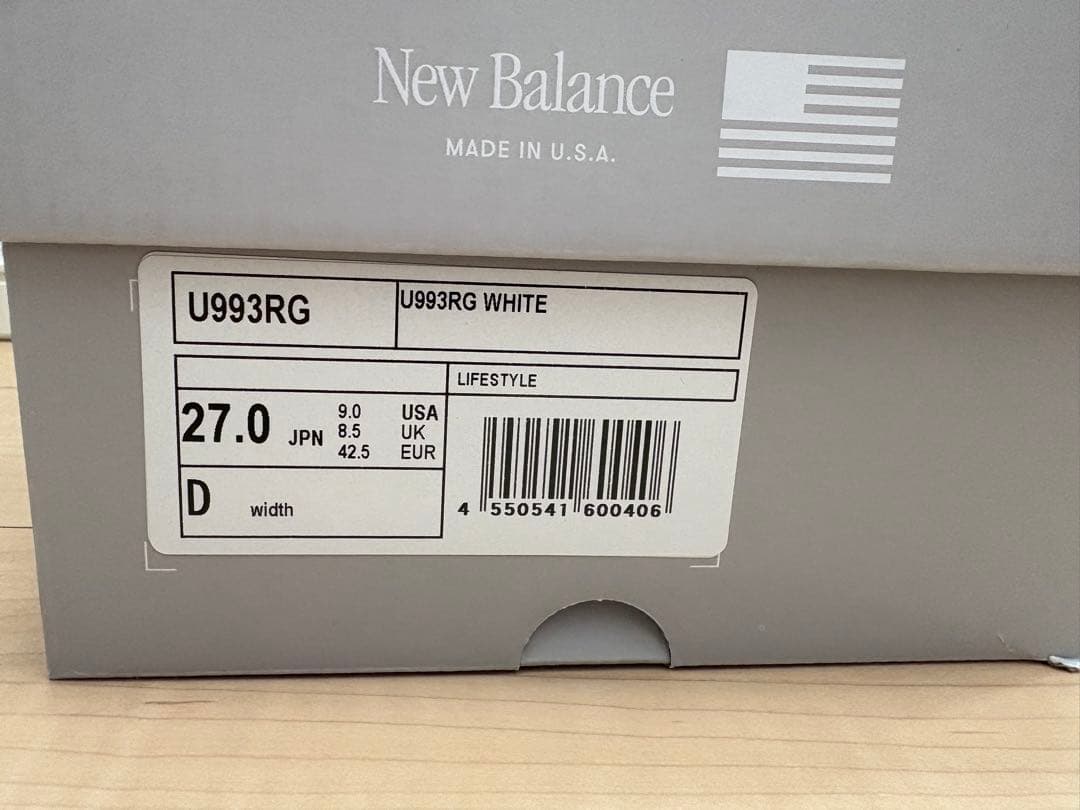 New Balance
MADE IN U.S.A.
U993RG
U993RG WHITE
LIFESTYLE
27.0 JPN
9.0 USA
8.5 UK
42.5 EUR
D width
4 550541 600406